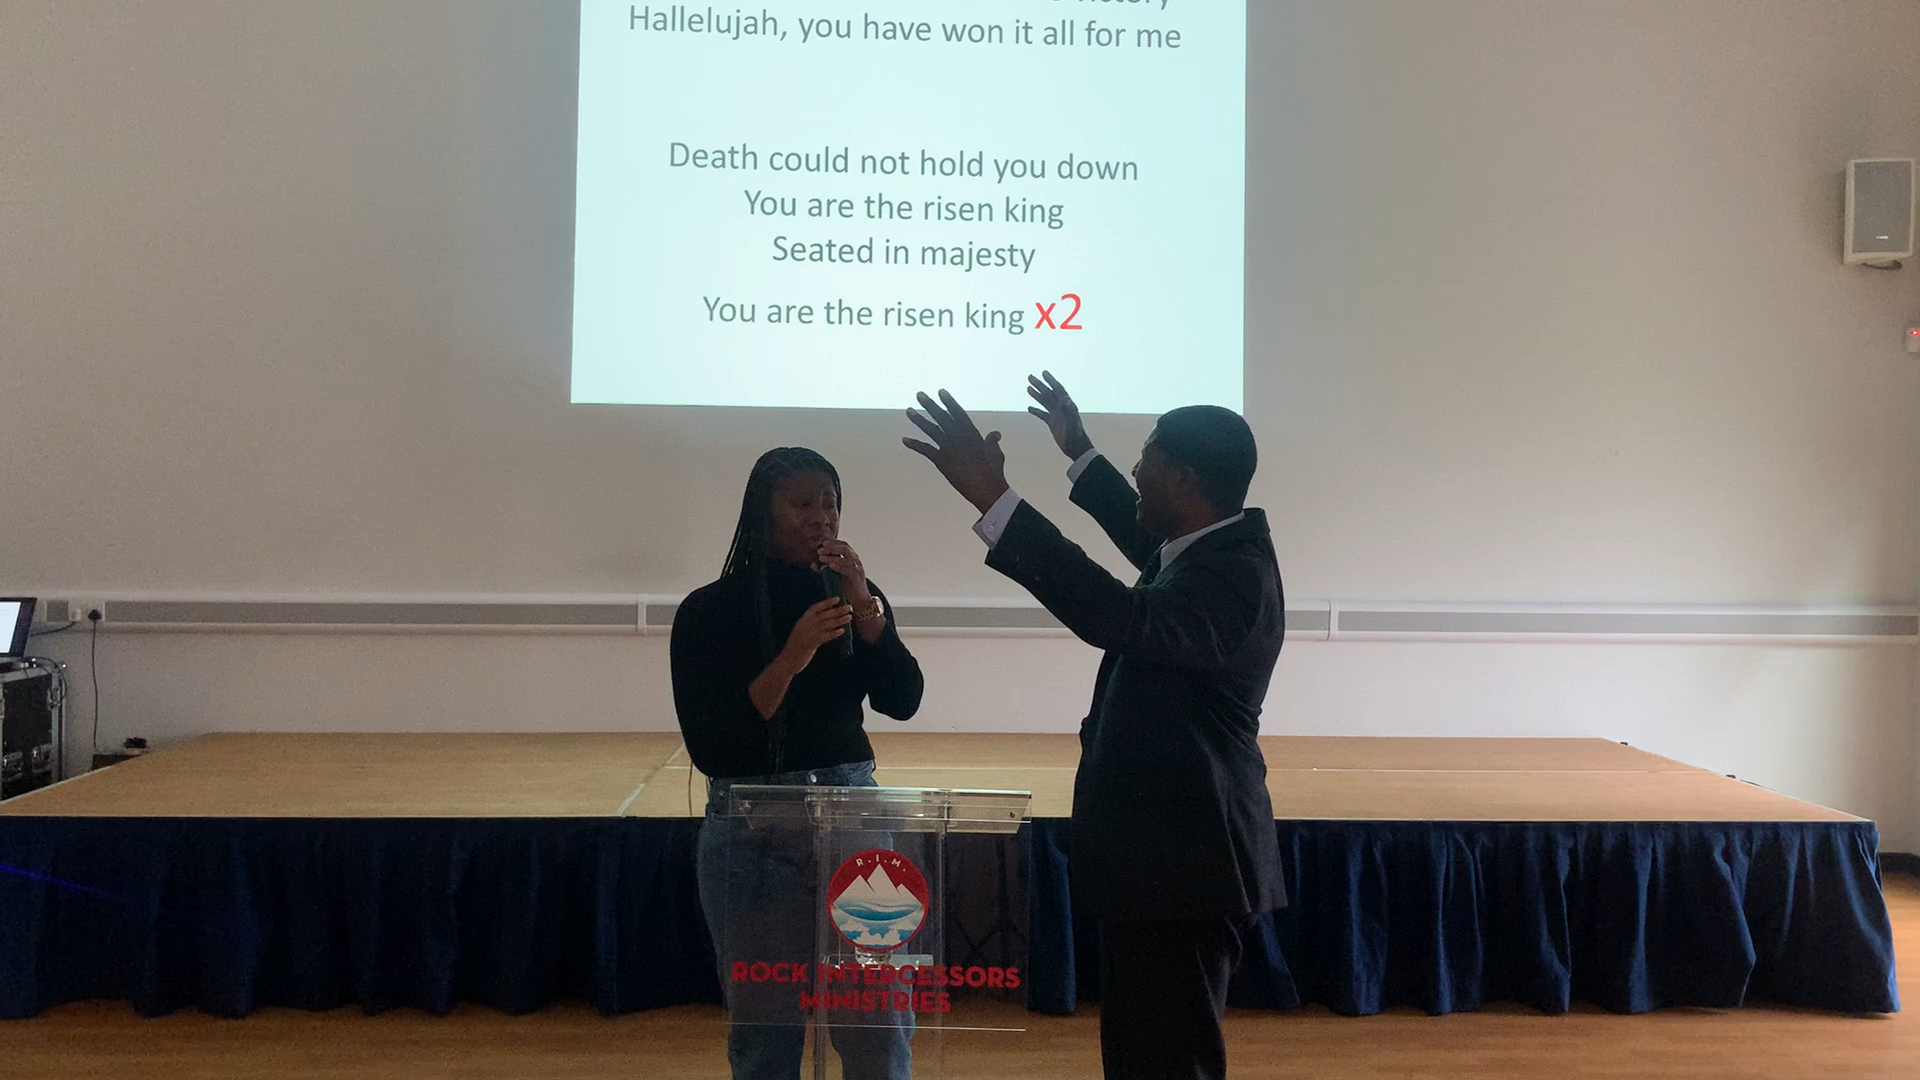 victory
Hallelujah, you have won it all for me
Death could not hold you down
You are the risen king
Seated in majesty
You are the risen king x2
R.I.M.
ROCK INTERCESSORS
MINISTRIES